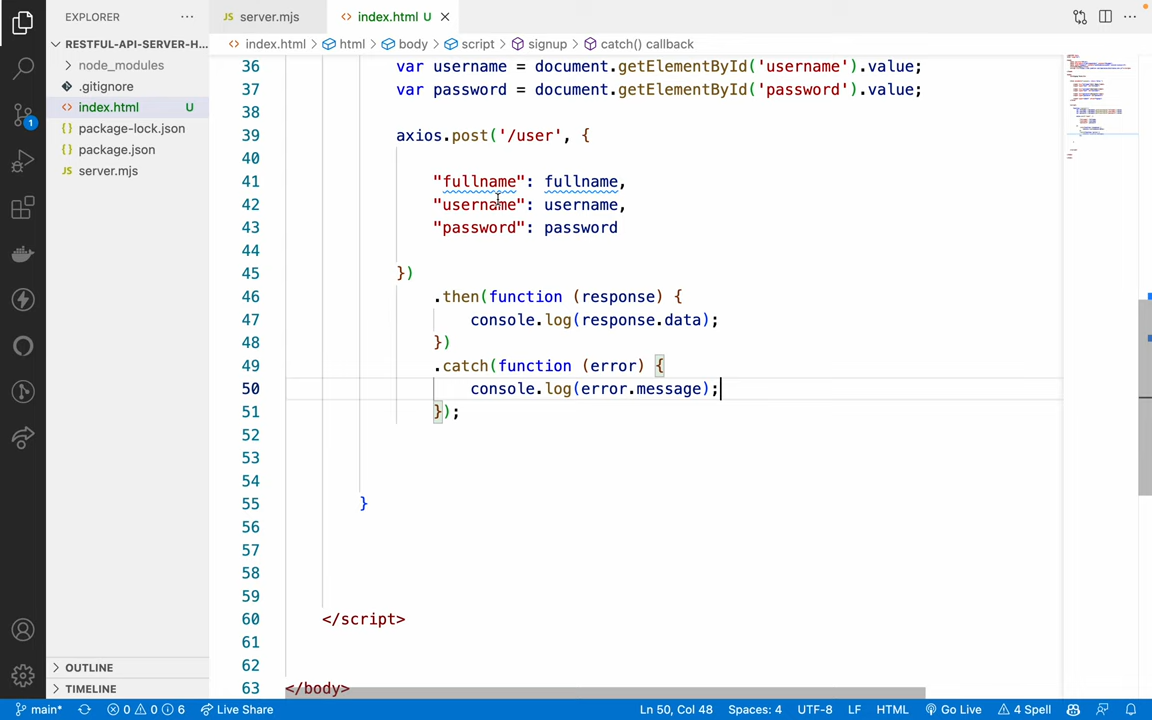 EXPLORER
server.mjs
index.html U
RESTFUL-API-SERVER-H...
index.html > html > body > script > signup > catch() callback
node_modules
.gitignore
index.html U
package-lock.json
package.json
server.mjs
1
36 var username = document.getElementById('username').value;
37 var password = document.getElementById('password').value;
38
39 axios.post('/user', {
40
41 "fullname": fullname,
42 "username": username,
43 "password": password
44
45 })
46 .then(function (response) {
47 console.log(response.data);
48 })
49 .catch(function (error) {
50 console.log(error.message);
51 });
52
53
54
55 }
56
57
58
59
60 </script>
61
62
63 </body>
OUTLINE
TIMELINE
main* 0 0 6 Live Share Ln 50, Col 48 Spaces: 4 UTF-8 LF HTML Go Live 4 Spell